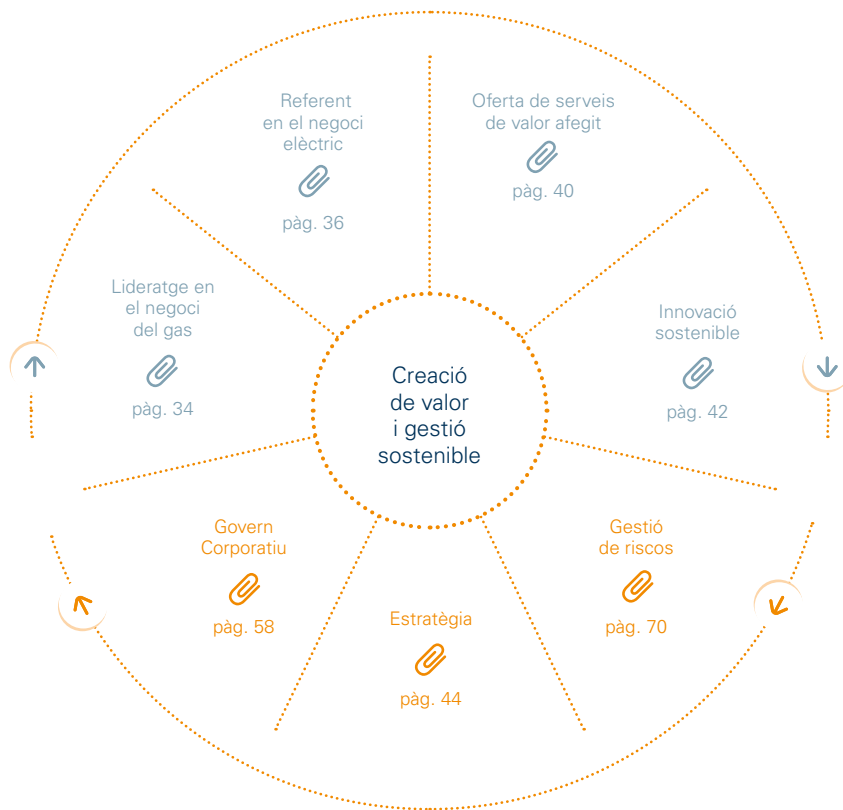 Referent
en el negoci
elèctric
pàg. 36
Oferta de serveis
de valor afegit
pàg. 40
Lideratge en
el negoci
del gas
pàg. 34
Innovació
sostenible
pàg. 42
Creació
de valor
i gestió
sostenible
Govern
Corporatiu
pàg. 58
Estratègia
pàg. 44
Gestió
de riscos
pàg. 70